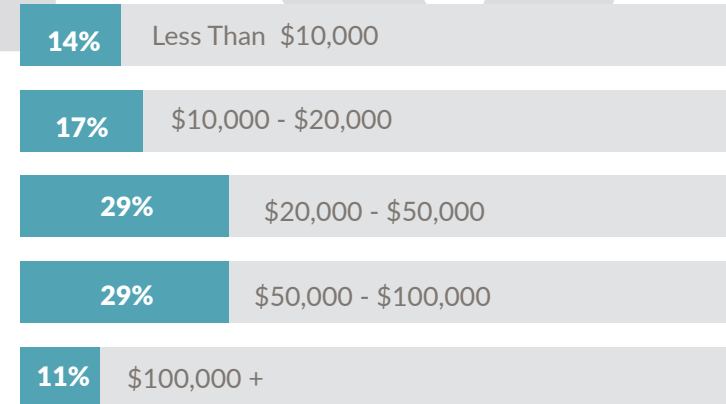 14% Less Than $10,000
17% $10,000 - $20,000
29% $20,000 - $50,000
29% $50,000 - $100,000
11% $100,000 +